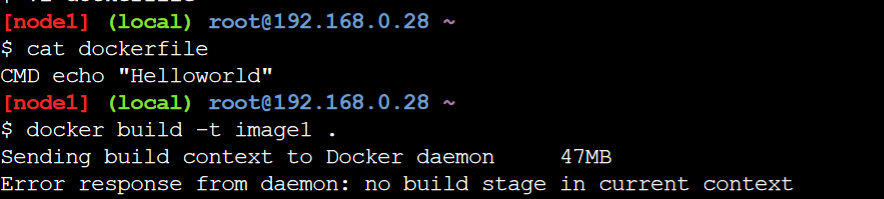 [node1] (local) root@192.168.0.28 ~
$ cat dockerfile
CMD echo "Helloworld"
[node1] (local) root@192.168.0.28 ~
$ docker build -t image1 .
Sending build context to Docker daemon     47MB
Error response from daemon: no build stage in current context